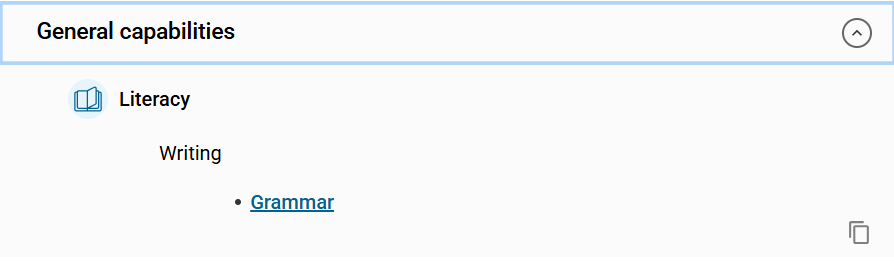 General capabilities
Literacy
Writing
• Grammar